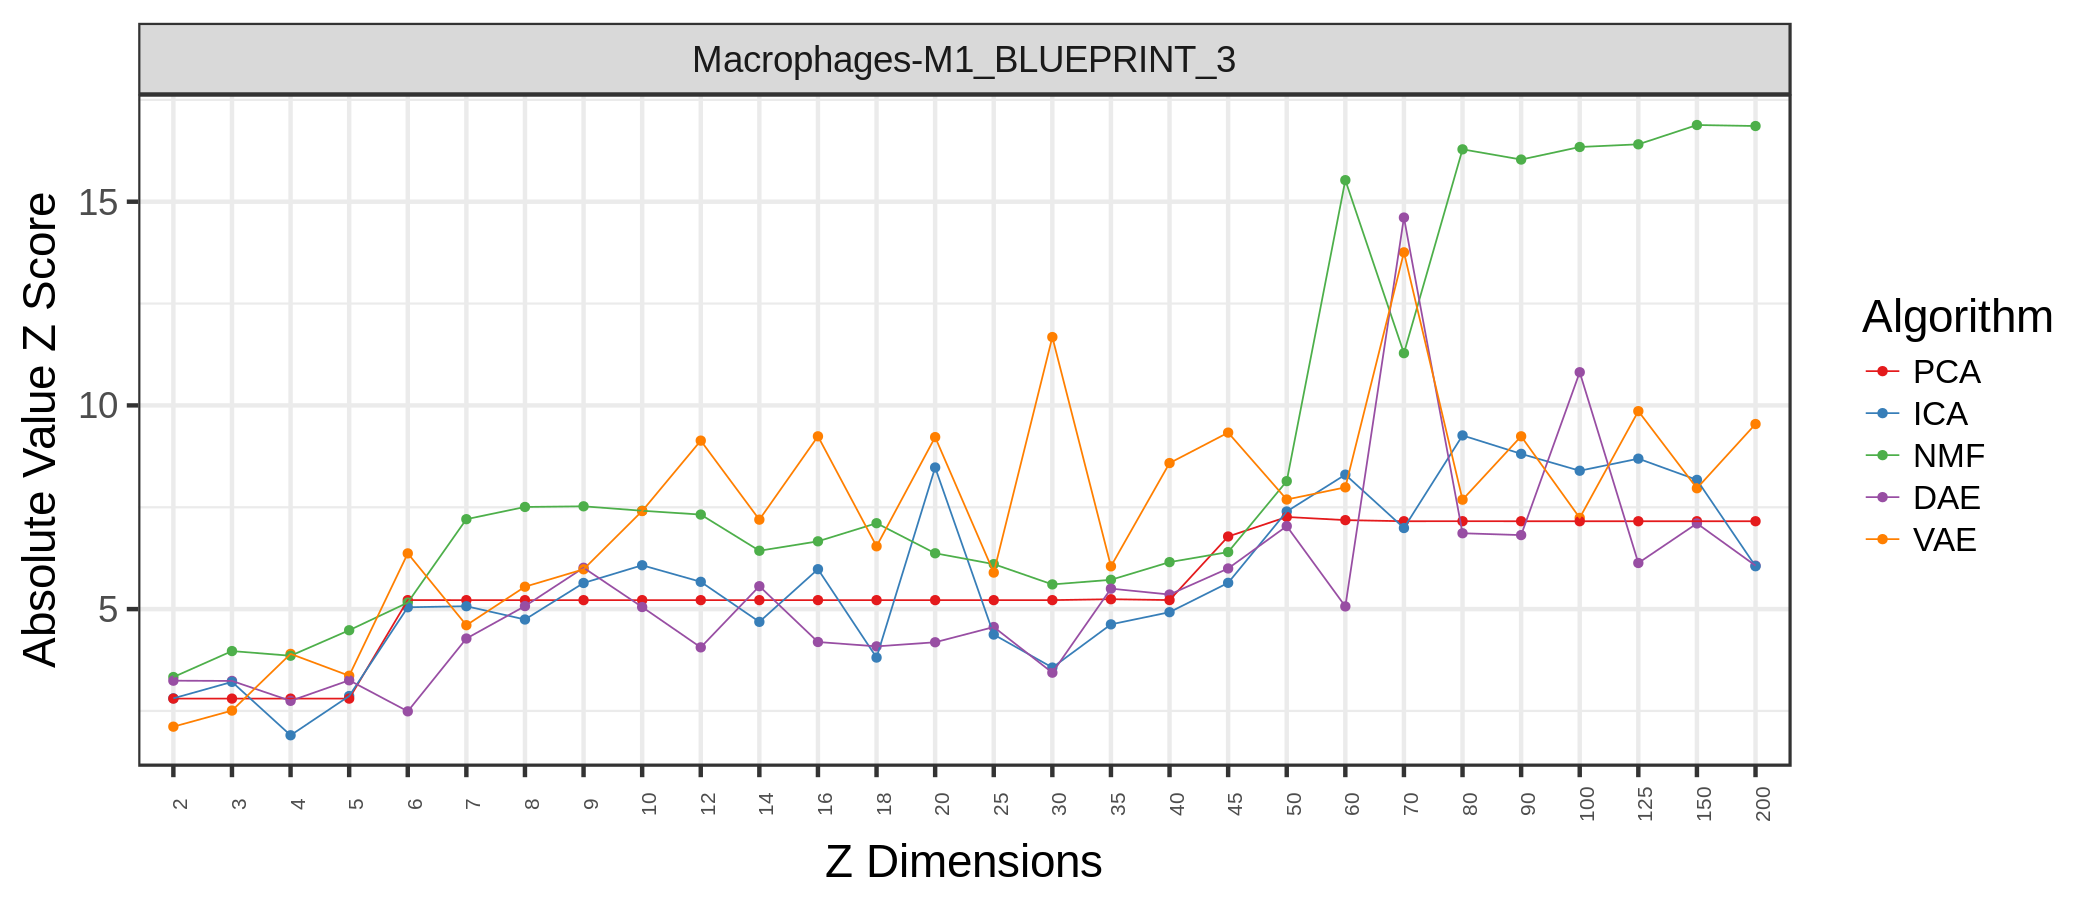 Macrophages-M1_BLUEPRINT_3
Absolute Value Z Score
15
10
5
2 3 4 5 6 7 8 9 10 12 14 16 18 20 25 30 35 40 45 50 60 70 80 90 100 125 150 200
Z Dimensions
Algorithm
PCA
ICA
NMF
DAE
VAE